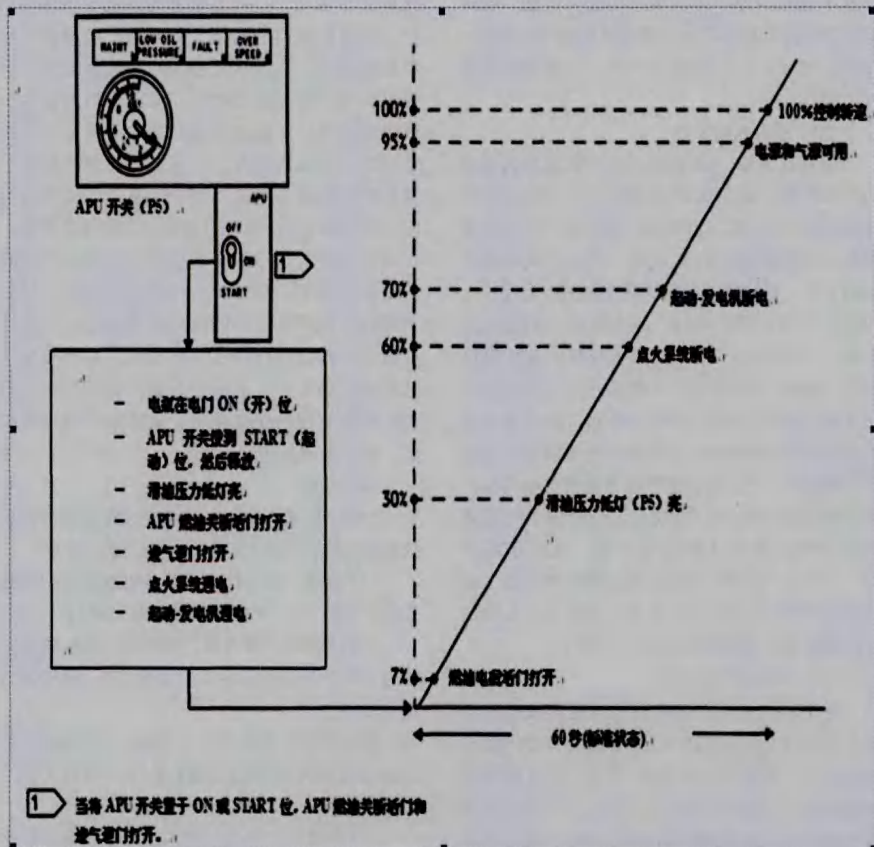 MAINT
LOW OIL
PRESSURE
FAULT
OVER
SPEED
APU 开关（P5）
APU
OFF
ON
START
1
- 电瓶在电门 ON（开）位
- APU 开关拨到 START（起
动）位，然后释放
- 滑油压力低灯亮
- APU 燃油关断活门打开
- 进气道门打开
- 点火系统通电
- 起动-发电机通电
100%
100%控制转速
95%
电源和气源可用
70%
起动-发电机断电
60%
点火系统断电
30%
滑油压力低灯（P5）亮
7%
燃油电磁活门打开
60 秒(标准状态)
1
当将 APU 开关置于 ON 或 START 位，APU 燃油关断活门和
进气道门打开。